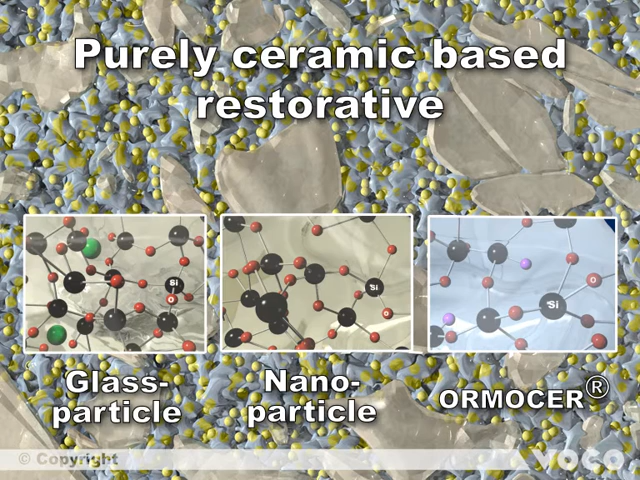 Purely ceramic based
restorative
Si
O
Si
O
Si
O
Glass-
particle
Nano-
particle
ORMOCER®
© Copyright
VOCO